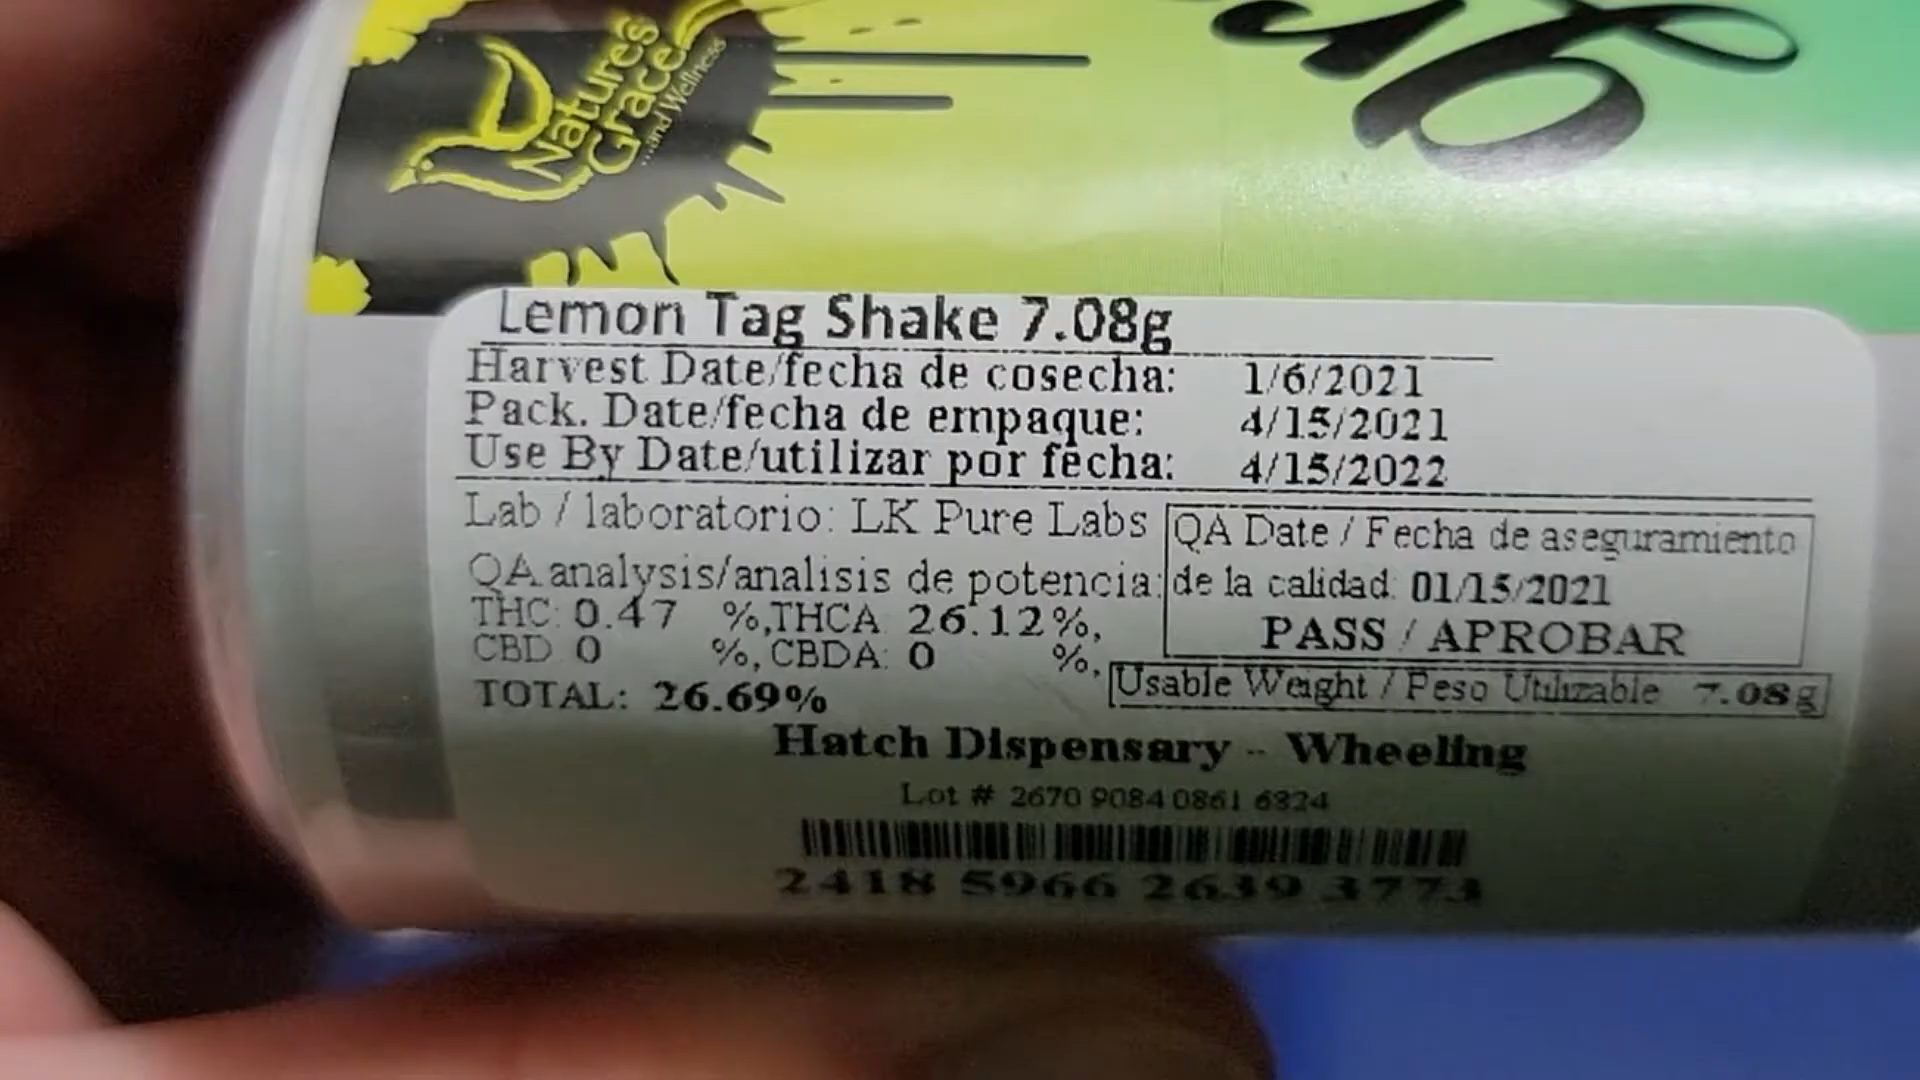 Nature's
Grace
...and Wellness
Lemon Tag Shake 7.08g
Harvest Date/fecha de cosecha: 1/6/2021
Pack. Date/fecha de empaque: 4/15/2021
Use By Date/utilizar por fecha: 4/15/2022
Lab / laboratorio: LK Pure Labs
QA Date / Fecha de aseguramiento
de la calidad: 01/15/2021
PASS / APROBAR
QA analysis/analisis de potencia:
THC: 0.47 %, THCA: 26.12%,
CBD: 0 %, CBDA: 0 %,
TOTAL: 26.69%
Usable Weight / Peso Utilizable 7.08g
Hatch Dispensary - Wheeling
Lot # 2670 9084 0861 6324
2418 5966 2639 3773